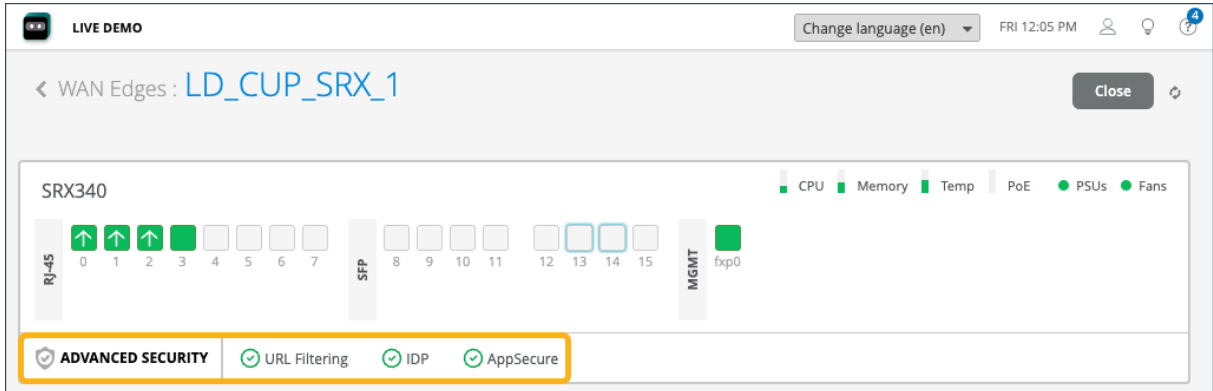 LIVE DEMO
Change language (en)
FRI 12:05 PM
4
?
WAN Edges : LD_CUP_SRX_1
Close
SRX340
CPU Memory Temp PoE PSUs Fans
RJ-45
0 1 2 3 4 5 6 7
SFP
8 9 10 11 12 13 14 15
MGMT
fxp0
ADVANCED SECURITY URL Filtering IDP AppSecure